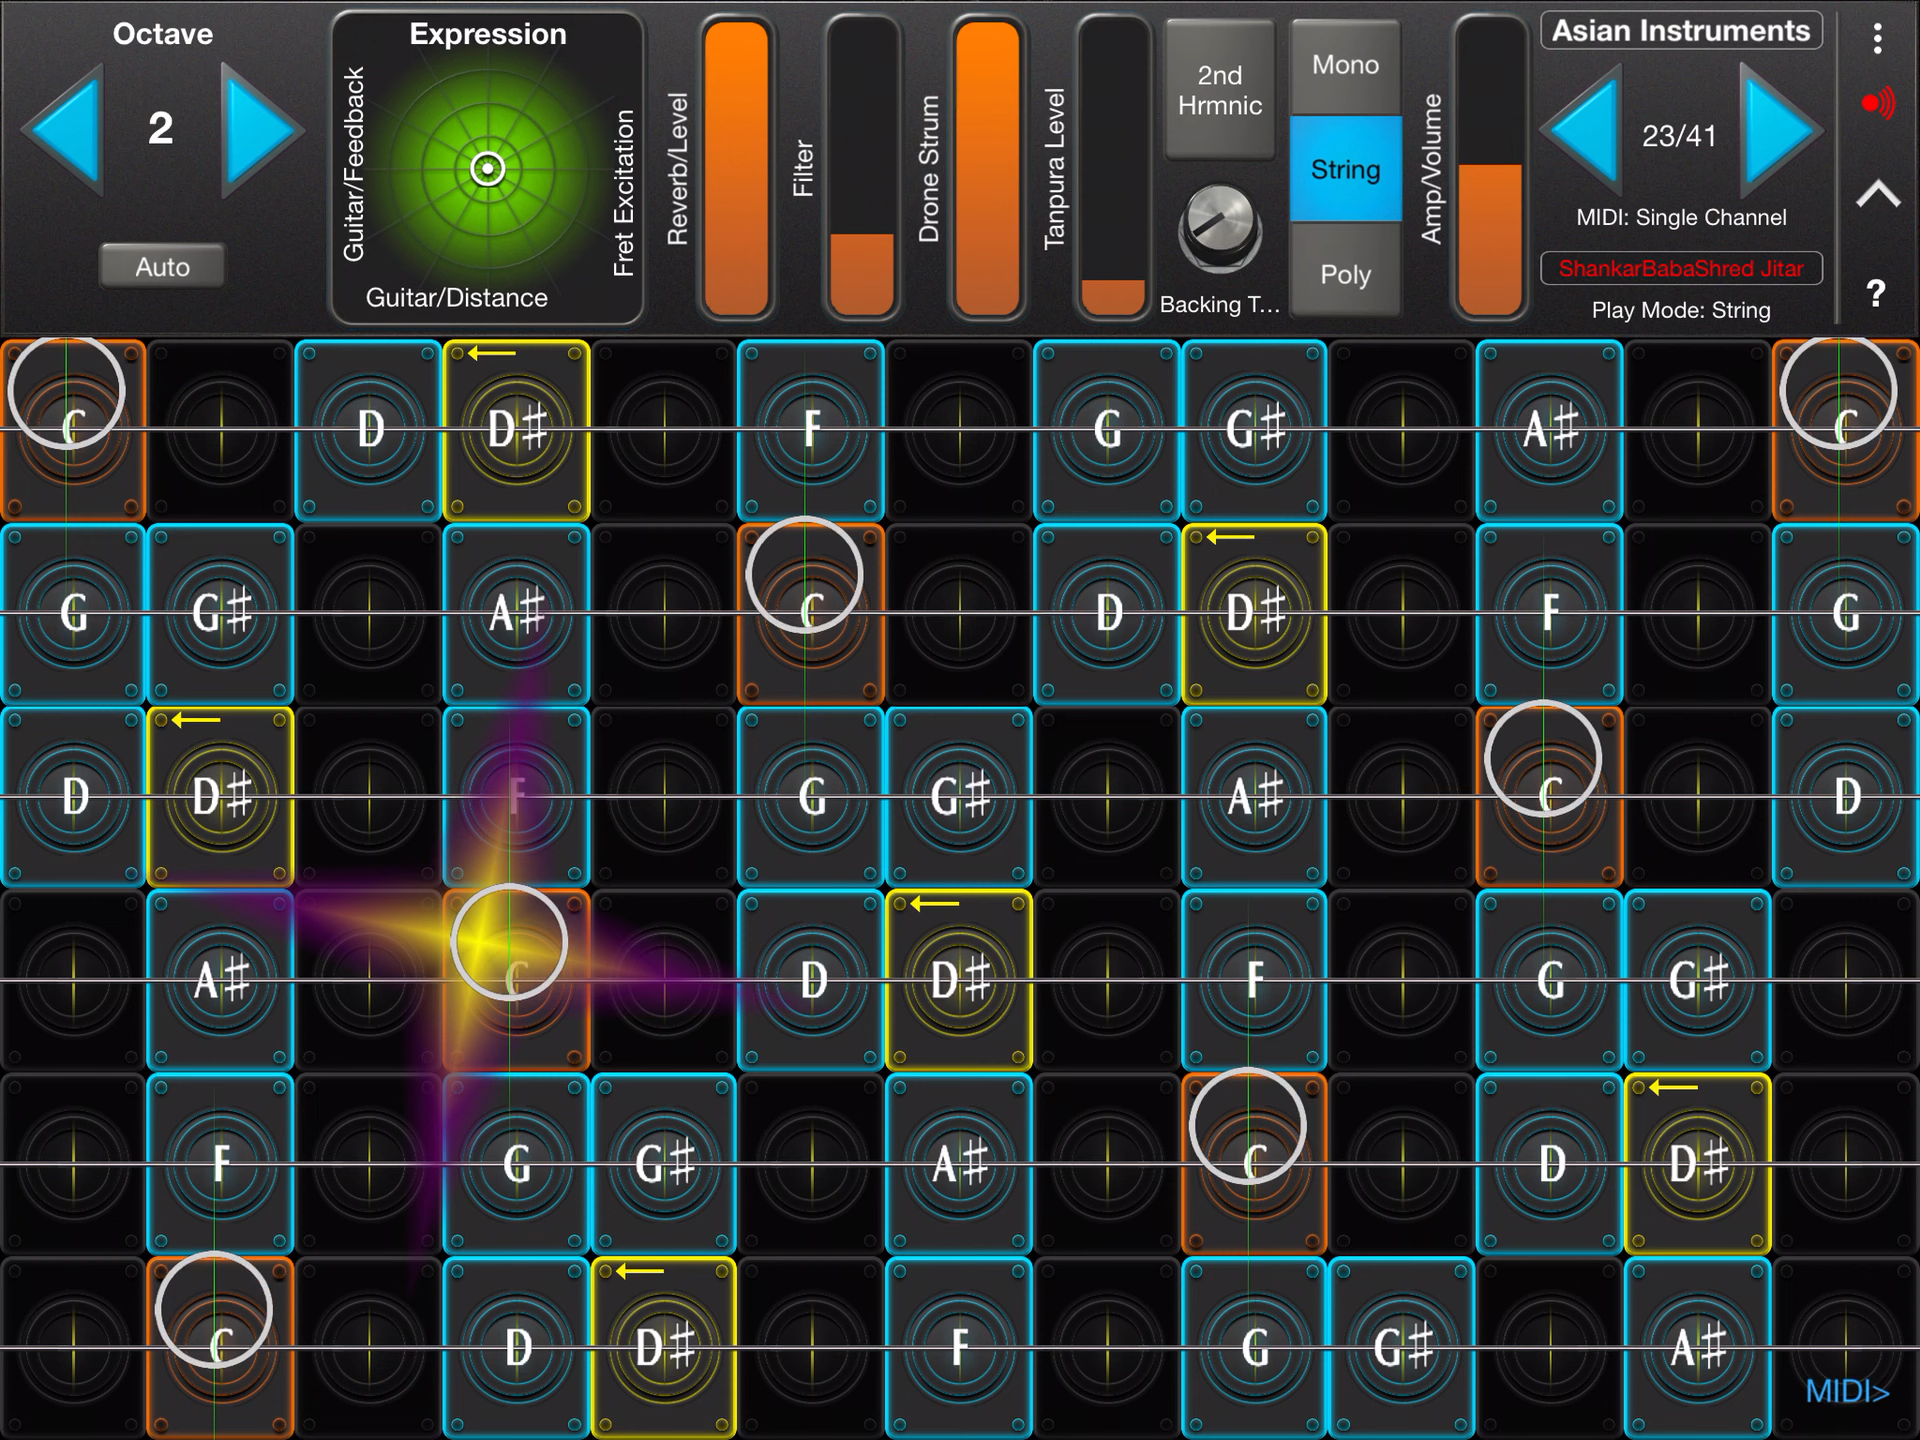 Octave
2
Auto
Expression
Guitar/Feedback
Fret Excitation
Guitar/Distance
Reverb/Level
Filter
Drone Strum
Tanpura Level
2nd
Hrmnic
Backing T...
Mono
String
Poly
Amp/Volume
Asian Instruments
23/41
MIDI: Single Channel
ShankarBabaShred Jitar
Play Mode: String
?
C D D♯ F G G♯ A♯ C
G G♯ A♯ C D D♯ F G
D D♯ F G G♯ A♯ C D
A♯ C D D♯ F G G♯
F G G♯ A♯ C D D♯
C D D♯ F G G♯ A♯
MIDI>